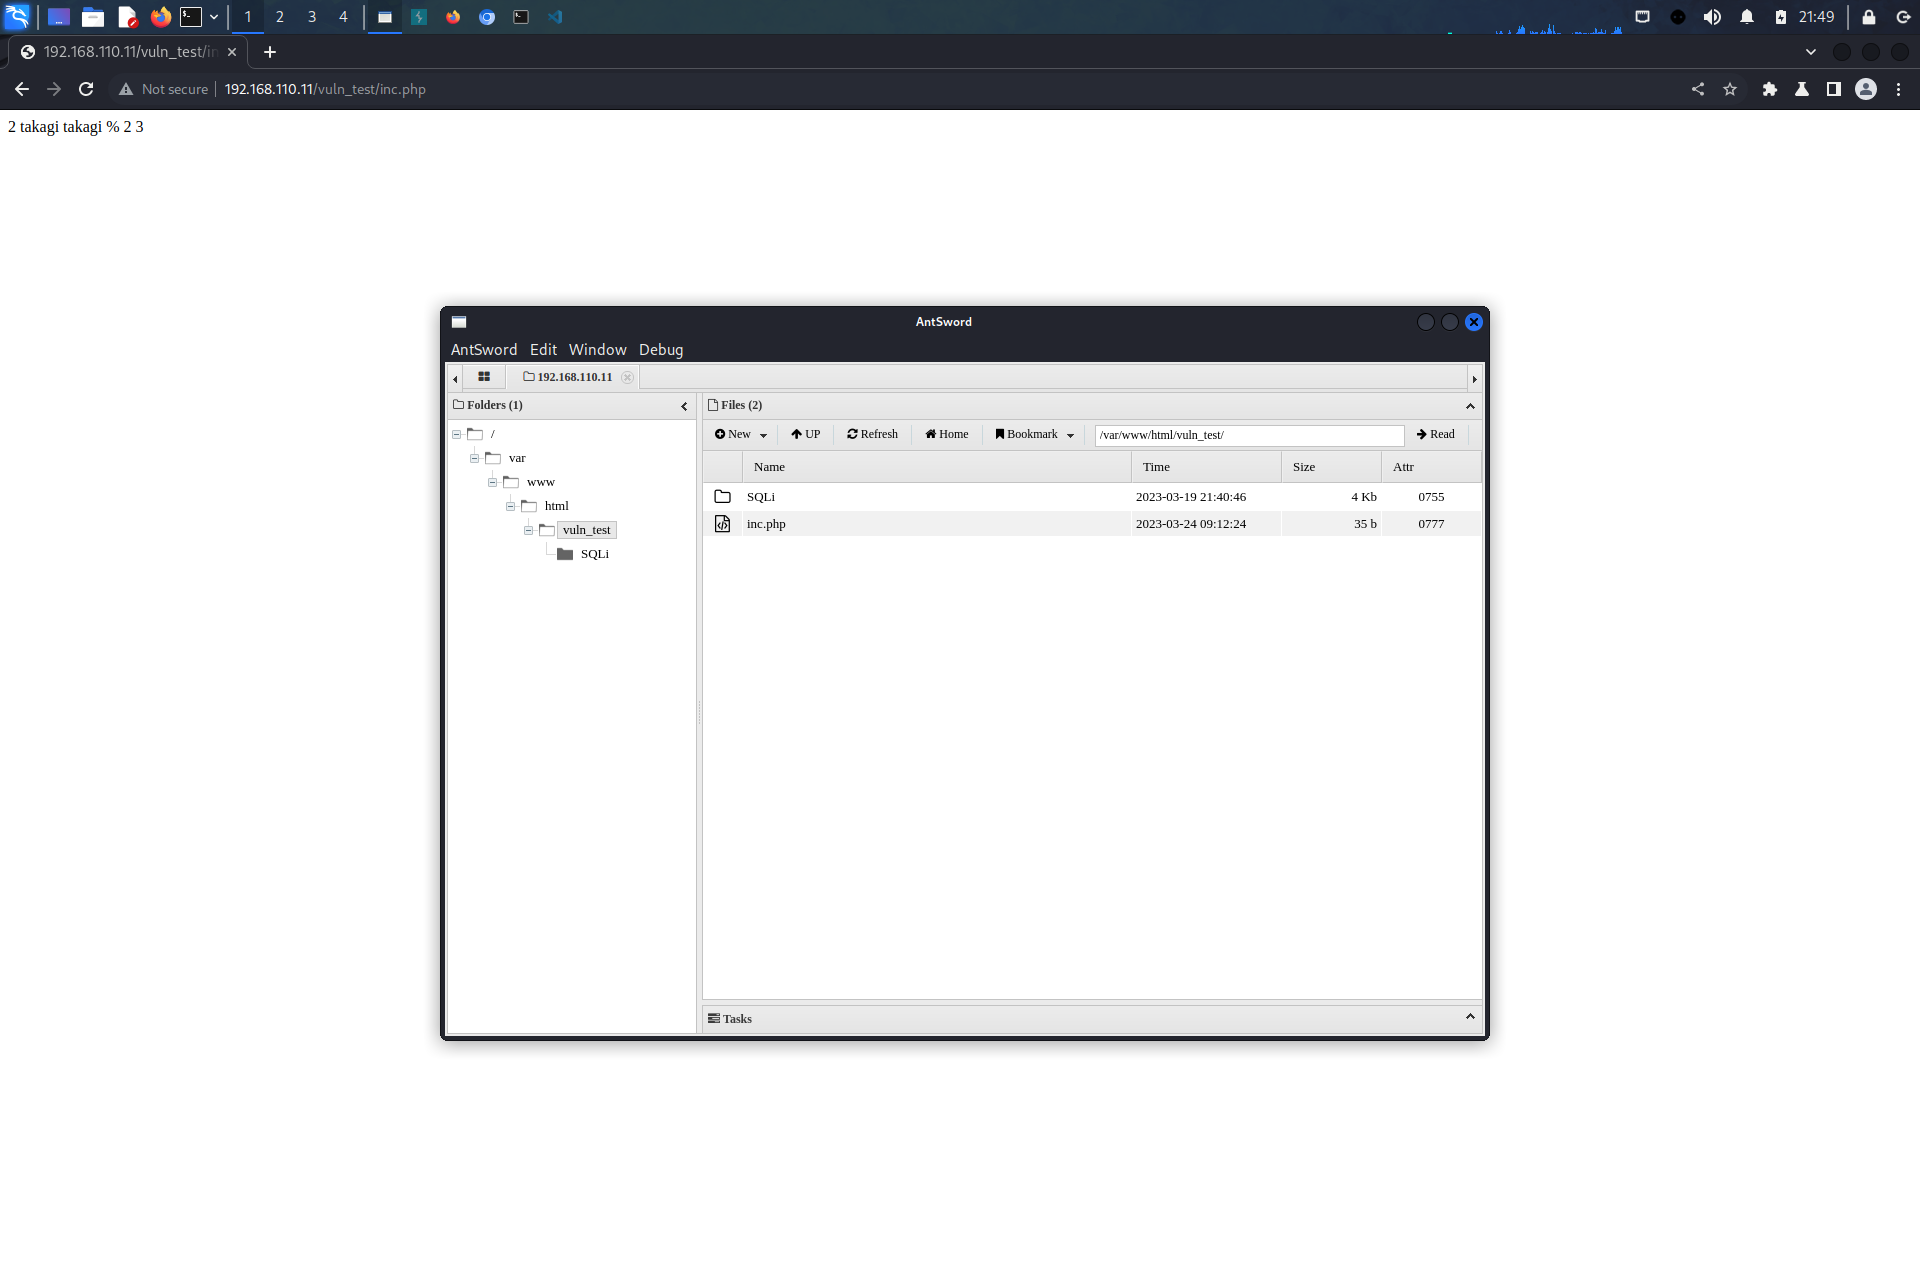 1 2 3 4 21:49
192.168.110.11/vuln_test/in
Not secure 192.168.110.11/vuln_test/inc.php
2 takagi takagi % 2 3
AntSword
AntSword Edit Window Debug
192.168.110.11
Folders (1)
/
var
www
html
vuln_test
SQLi
Files (2)
New UP Refresh Home Bookmark /var/www/html/vuln_test/ Read
Name Time Size Attr
SQLi 2023-03-19 21:40:46 4 Kb 0755
inc.php 2023-03-24 09:12:24 35 b 0777
Tasks